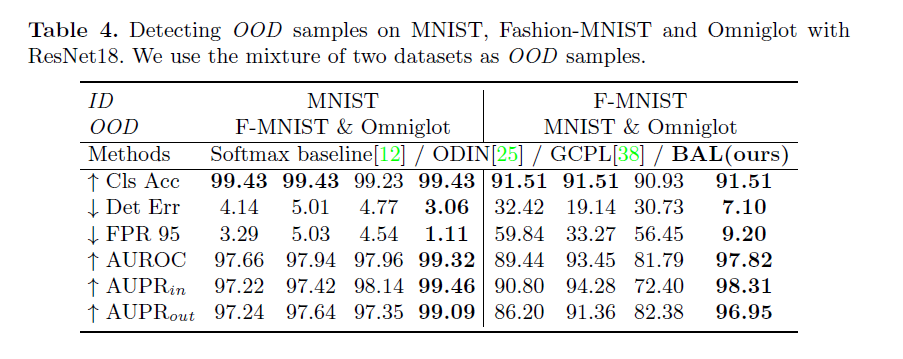 Table 4. Detecting OOD samples on MNIST, Fashion-MNIST and Omniglot with
ResNet18. We use the mixture of two datasets as OOD samples.
ID MNIST F-MNIST
OOD F-MNIST & Omniglot MNIST & Omniglot
Methods Softmax baseline[12] / ODIN[25] / GCPL[38] / BAL(ours)
↑ Cls Acc 99.43 99.43 99.23 99.43 91.51 91.51 90.93 91.51
↓ Det Err 4.14 5.01 4.77 3.06 32.42 19.14 30.73 7.10
↓ FPR 95 3.29 5.03 4.54 1.11 59.84 33.27 56.45 9.20
↑ AUROC 97.66 97.94 97.96 99.32 89.44 93.45 81.79 97.82
↑ AUPRin 97.22 97.42 98.14 99.46 90.80 94.28 72.40 98.31
↑ AUPRout 97.24 97.64 97.35 99.09 86.20 91.36 82.38 96.95